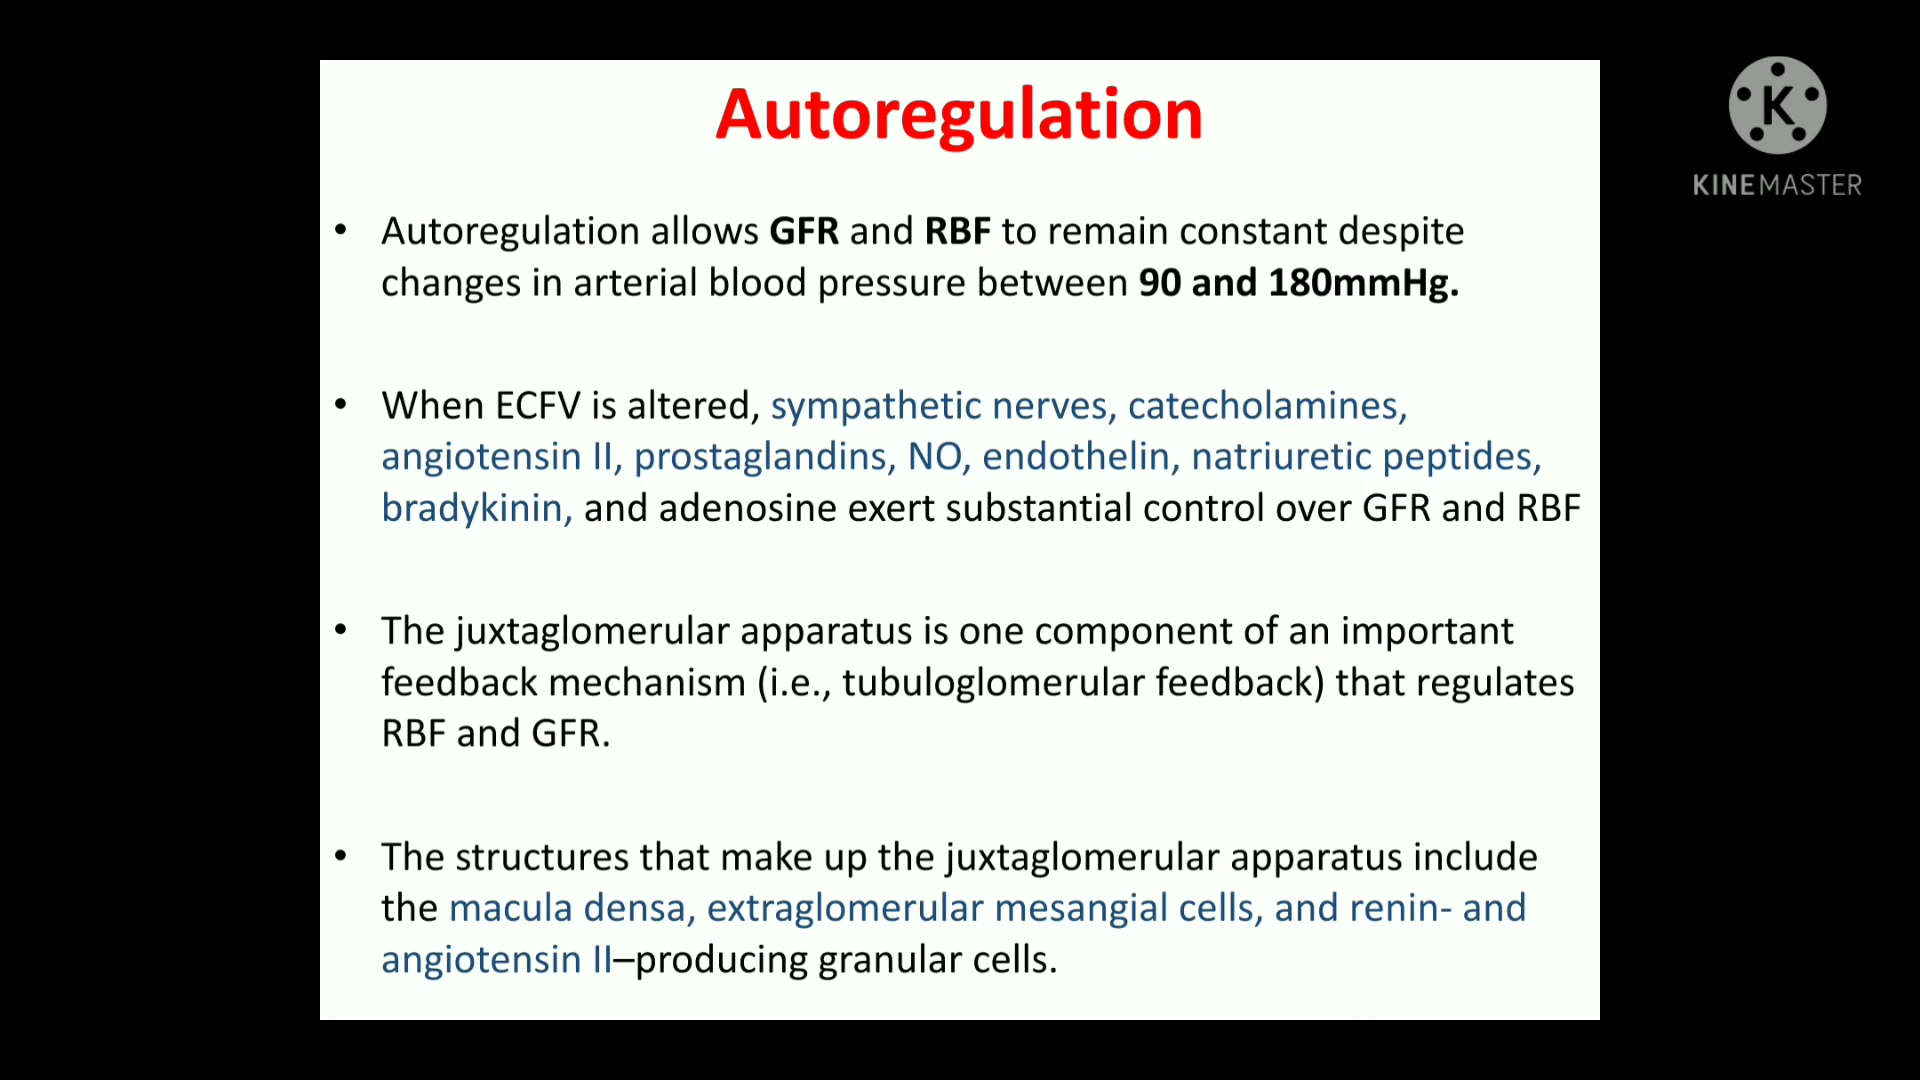 Autoregulation
K
KINEMASTER
• Autoregulation allows GFR and RBF to remain constant despite
changes in arterial blood pressure between 90 and 180mmHg.
• When ECFV is altered, sympathetic nerves, catecholamines,
angiotensin II, prostaglandins, NO, endothelin, natriuretic peptides,
bradykinin, and adenosine exert substantial control over GFR and RBF
• The juxtaglomerular apparatus is one component of an important
feedback mechanism (i.e., tubuloglomerular feedback) that regulates
RBF and GFR.
• The structures that make up the juxtaglomerular apparatus include
the macula densa, extraglomerular mesangial cells, and renin- and
angiotensin II–producing granular cells.